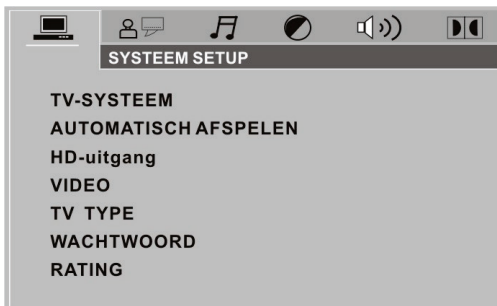 SYSTEEM SETUP
TV-SYSTEEM
AUTOMATISCH AFSPELEN
HD-uitgang
VIDEO
TV TYPE
WACHTWOORD
RATING